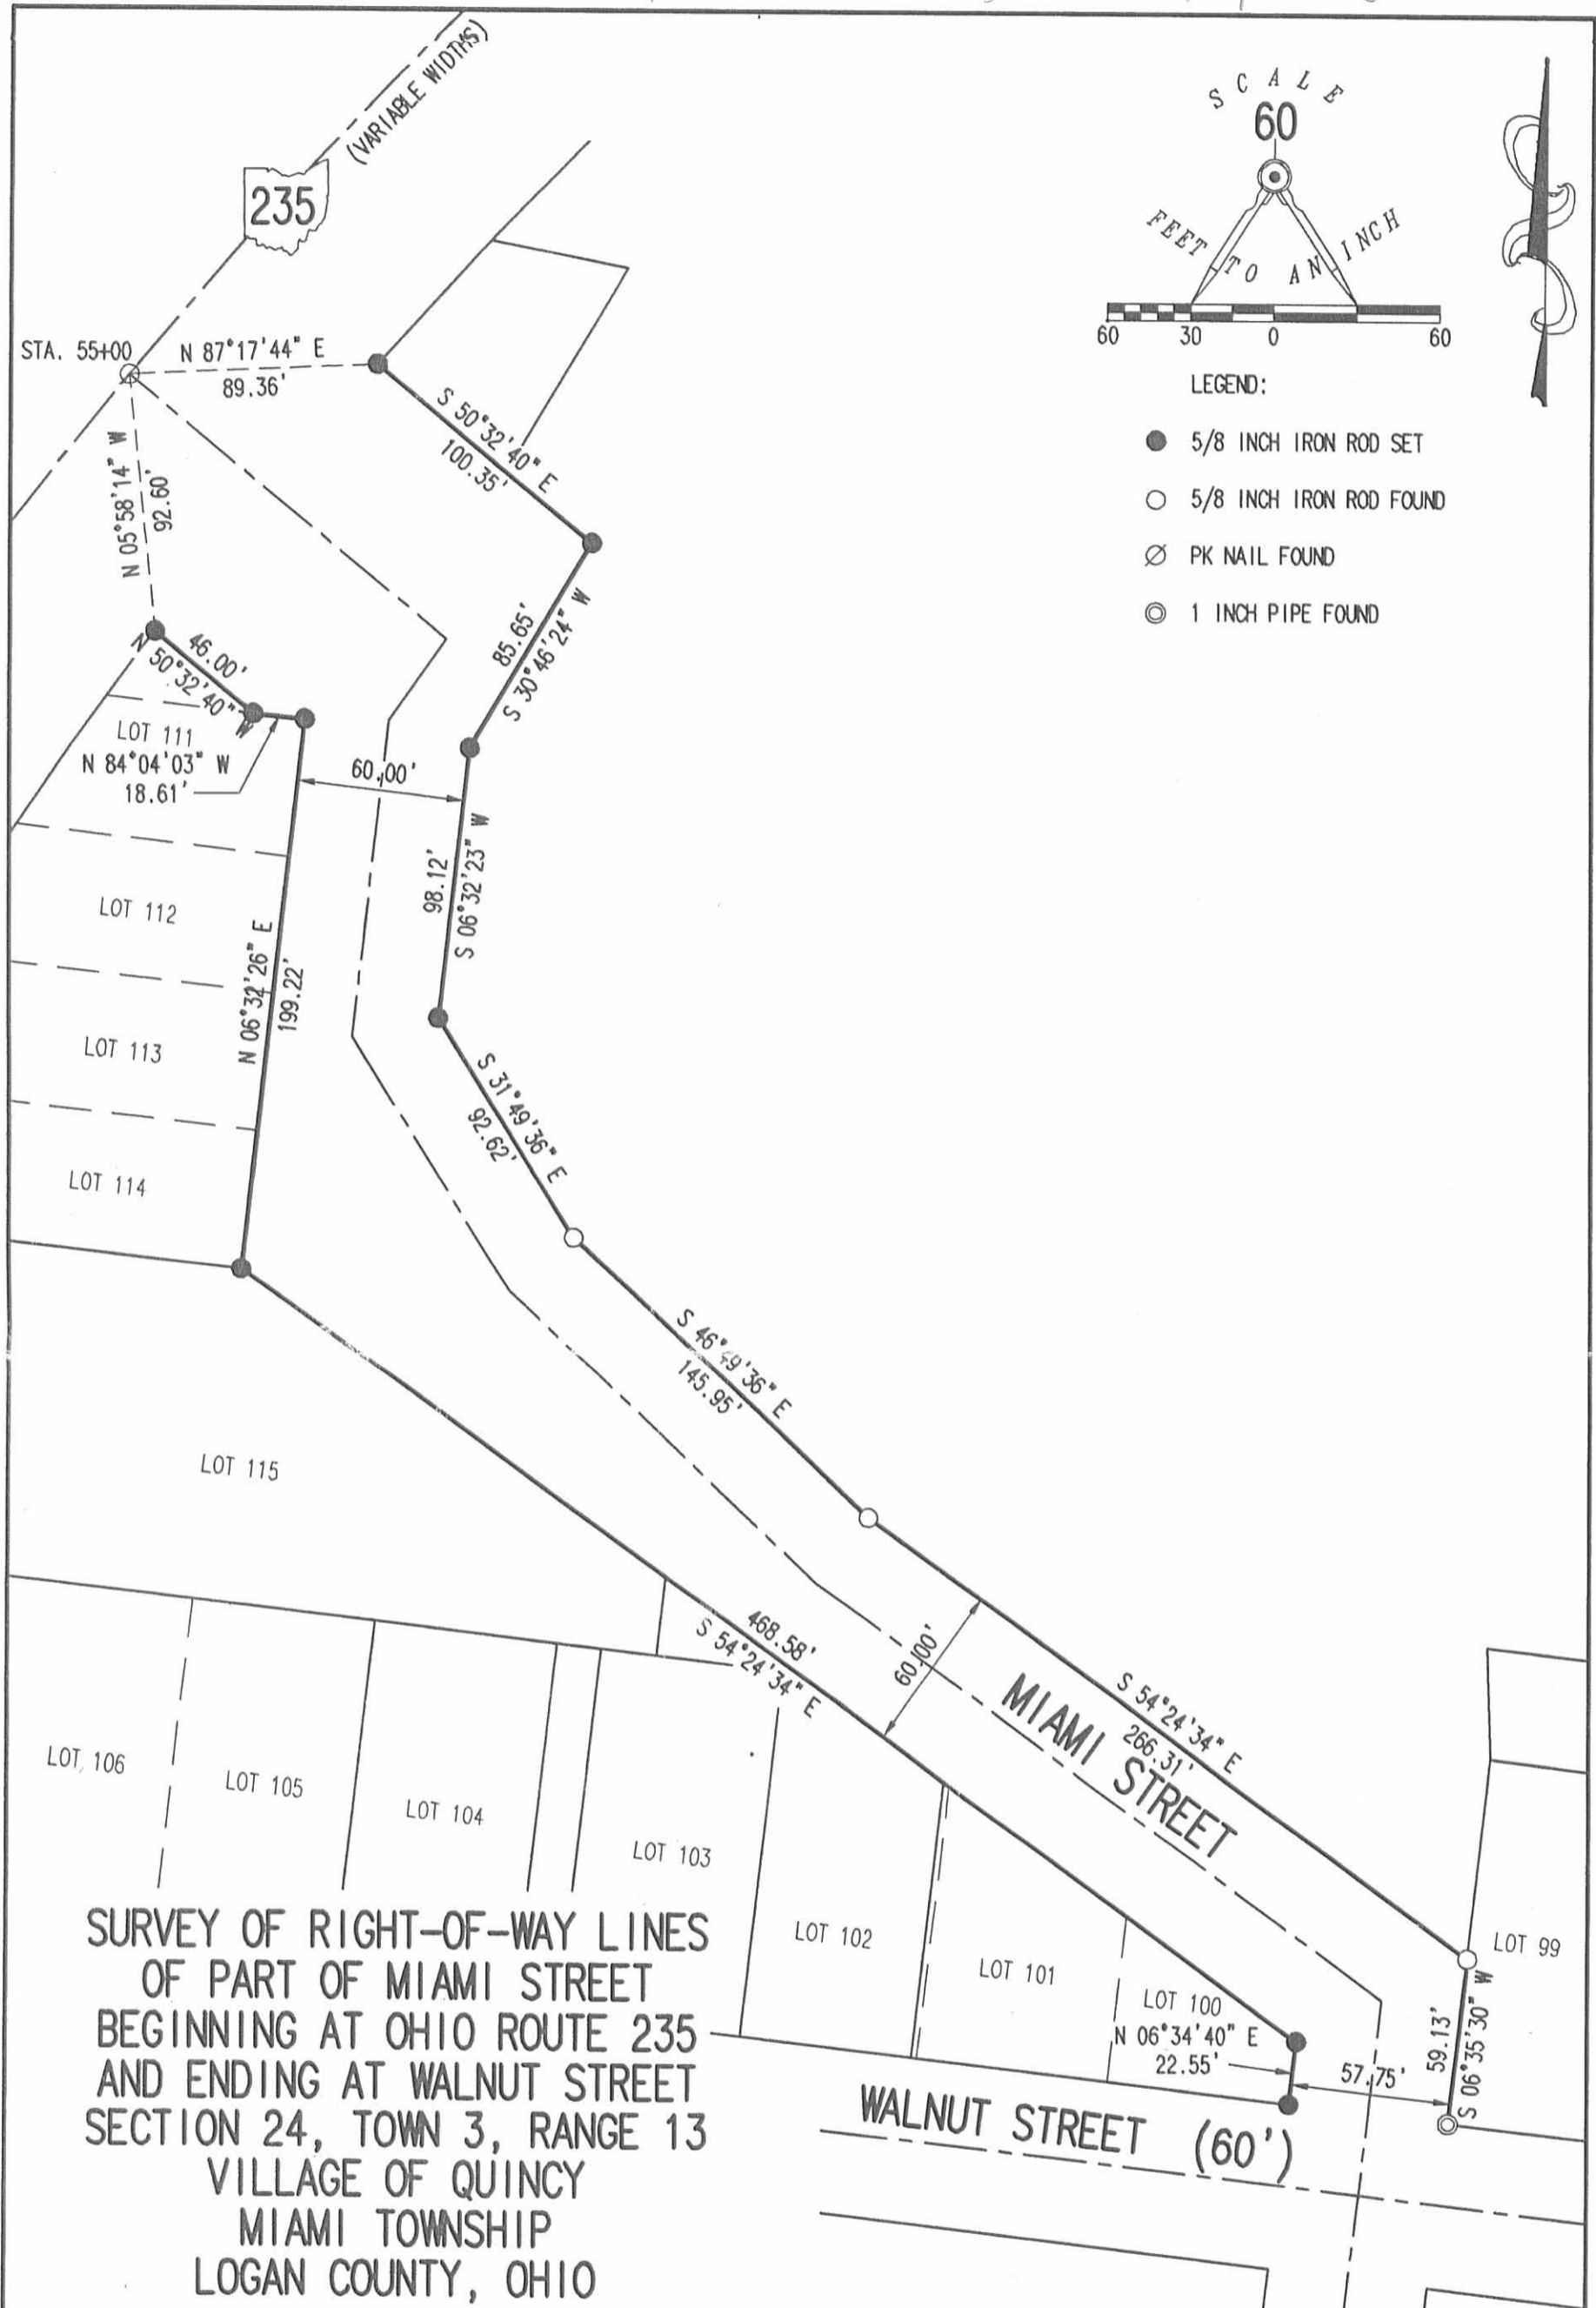 (VARIABLE WIDTHS)
235
SCALE
60
FEET TO AN INCH
60 30 0 60
STA. 55+00
N 87°17'44" E
89.36'
LEGEND:
5/8 INCH IRON ROD SET
5/8 INCH IRON ROD FOUND
PK NAIL FOUND
1 INCH PIPE FOUND
S 50°32'40" E
100.35'
N 05°58'14" W
92.60'
85.65'
S 30°46'24" W
46.00'
N 50°32'40" W
LOT 111
N 84°04'03" W
18.61'
60.00'
98.12'
S 06°32'23" W
LOT 112
N 06°32'26" E
199.22'
LOT 113
S 31°49'36" E
92.62'
LOT 114
S 46°49'36" E
145.95'
LOT 115
468.58'
S 54°24'34" E
60.00'
MIAMI STREET
S 54°24'34" E
266.31'
LOT 106
LOT 105
LOT 104
LOT 103
LOT 102
LOT 101
LOT 100
N 06°34'40" E
22.55'
57.75'
59.13'
S 06°35'30" W
LOT 99
WALNUT STREET (60')
SURVEY OF RIGHT-OF-WAY LINES
OF PART OF MIAMI STREET
BEGINNING AT OHIO ROUTE 235
AND ENDING AT WALNUT STREET
SECTION 24, TOWN 3, RANGE 13
VILLAGE OF QUINCY
MIAMI TOWNSHIP
LOGAN COUNTY, OHIO